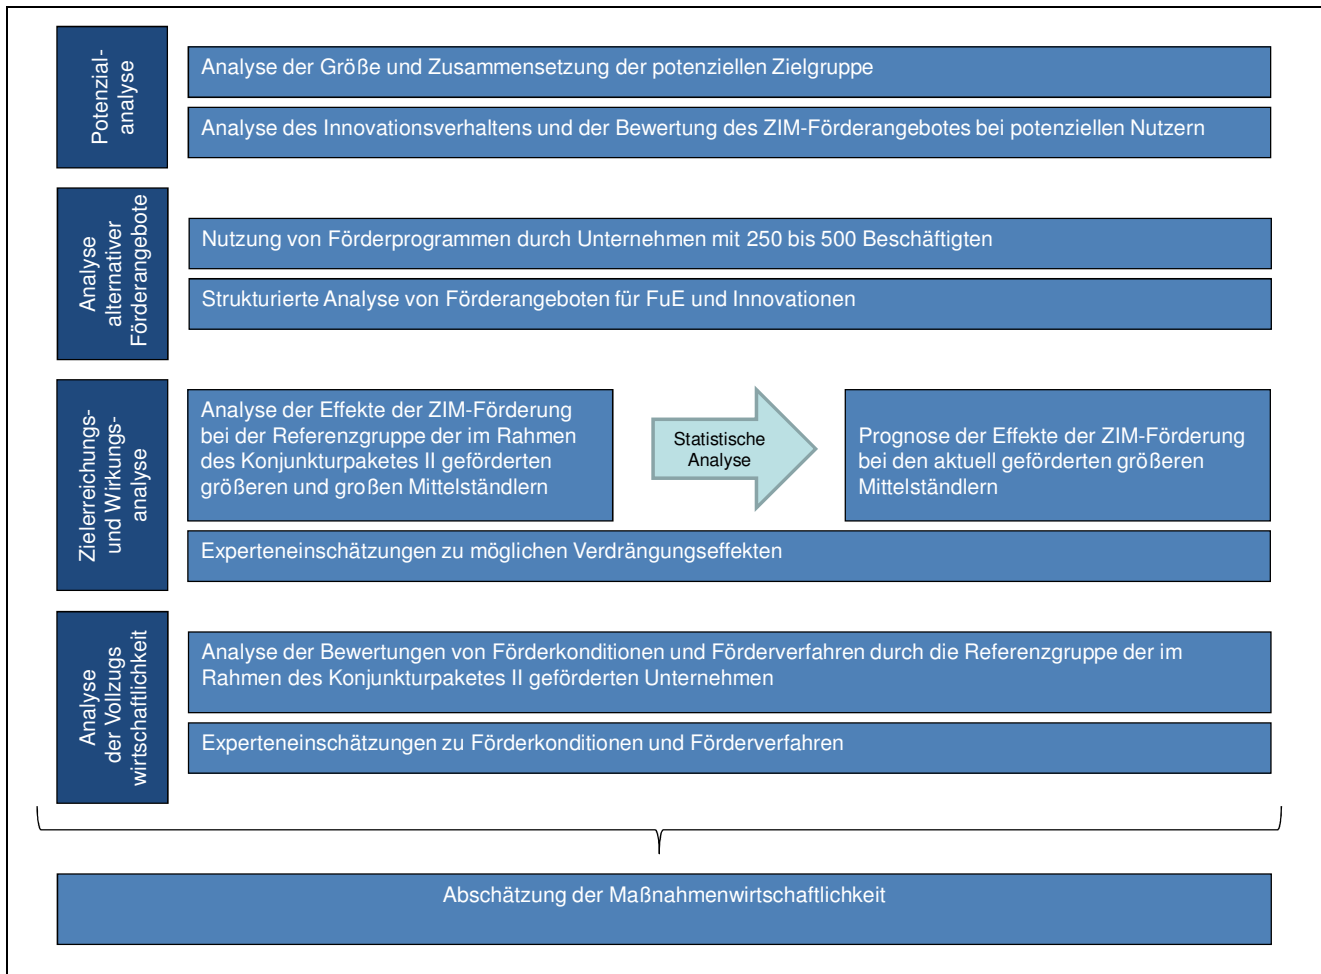 Potenzial-
analyse
Analyse der Größe und Zusammensetzung der potenziellen Zielgruppe
Analyse des Innovationsverhaltens und der Bewertung des ZIM-Förderangebotes bei potenziellen Nutzern
Analyse
alternativer
Förderangebote
Nutzung von Förderprogrammen durch Unternehmen mit 250 bis 500 Beschäftigten
Strukturierte Analyse von Förderangeboten für FuE und Innovationen
Zielerreichungs-
und Wirkungs-
analyse
Analyse der Effekte der ZIM-Förderung
bei der Referenzgruppe der im Rahmen
des Konjunkturpaketes II geförderten
größeren und großen Mittelständlern
Statistische
Analyse
Prognose der Effekte der ZIM-Förderung
bei den aktuell geförderten größeren
Mittelständlern
Experteneinschätzungen zu möglichen Verdrängungseffekten
Analyse
der Vollzugs
wirtschaftlichkeit
Analyse der Bewertungen von Förderkonditionen und Förderverfahren durch die Referenzgruppe der im
Rahmen des Konjunkturpaketes II geförderten Unternehmen
Experteneinschätzungen zu Förderkonditionen und Förderverfahren
Abschätzung der Maßnahmenwirtschaftlichkeit